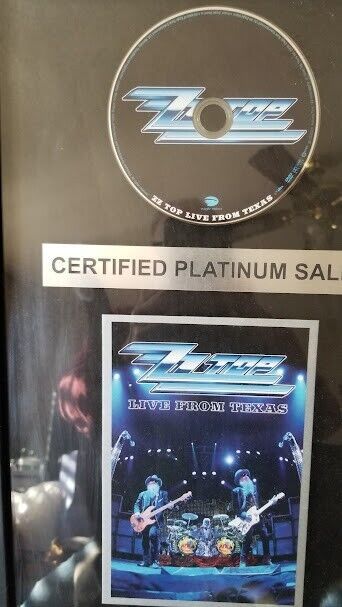 ZZ TOP
ZZ TOP LIVE FROM TEXAS
CERTIFIED PLATINUM SAL
ZZ TOP
LIVE FROM TEXAS